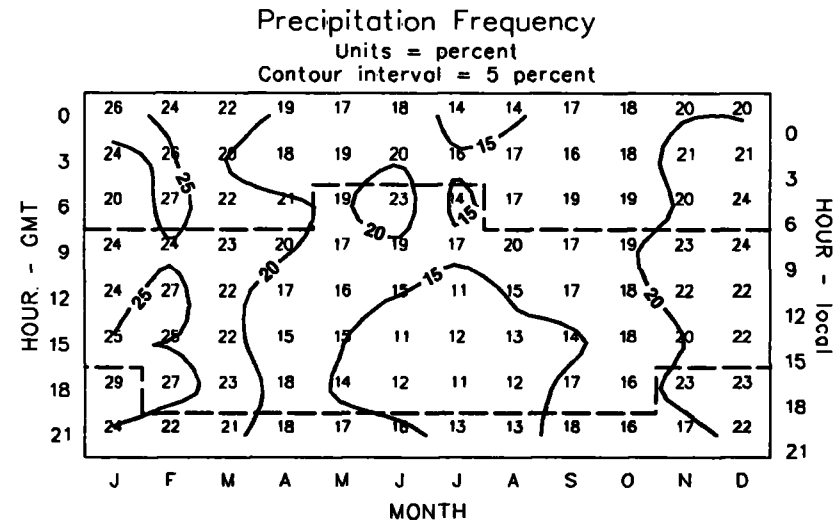 Precipitation Frequency
Units = percent
Contour interval = 5 percent
0 26 24 22 19 17 18 14 14 17 18 20 20 0
3 24 26 20 18 19 20 16 15 17 16 18 21 21 3
6 20 27 25 22 21 19 23 14 15 17 19 19 20 24 6
20
9 24 24 23 20 17 19 17 20 17 19 23 24 9
20 15
12 24 25 27 22 17 16 15 11 15 17 18 20 22 22 12
15 25 25 22 15 15 11 12 13 14 18 20 22 15
18 29 27 23 18 14 12 11 12 17 16 23 23 18
21 24 22 21 18 17 16 13 13 18 16 17 22 21
HOUR. - GMT
HOUR - local
J F M A M J J A S O N D
MONTH